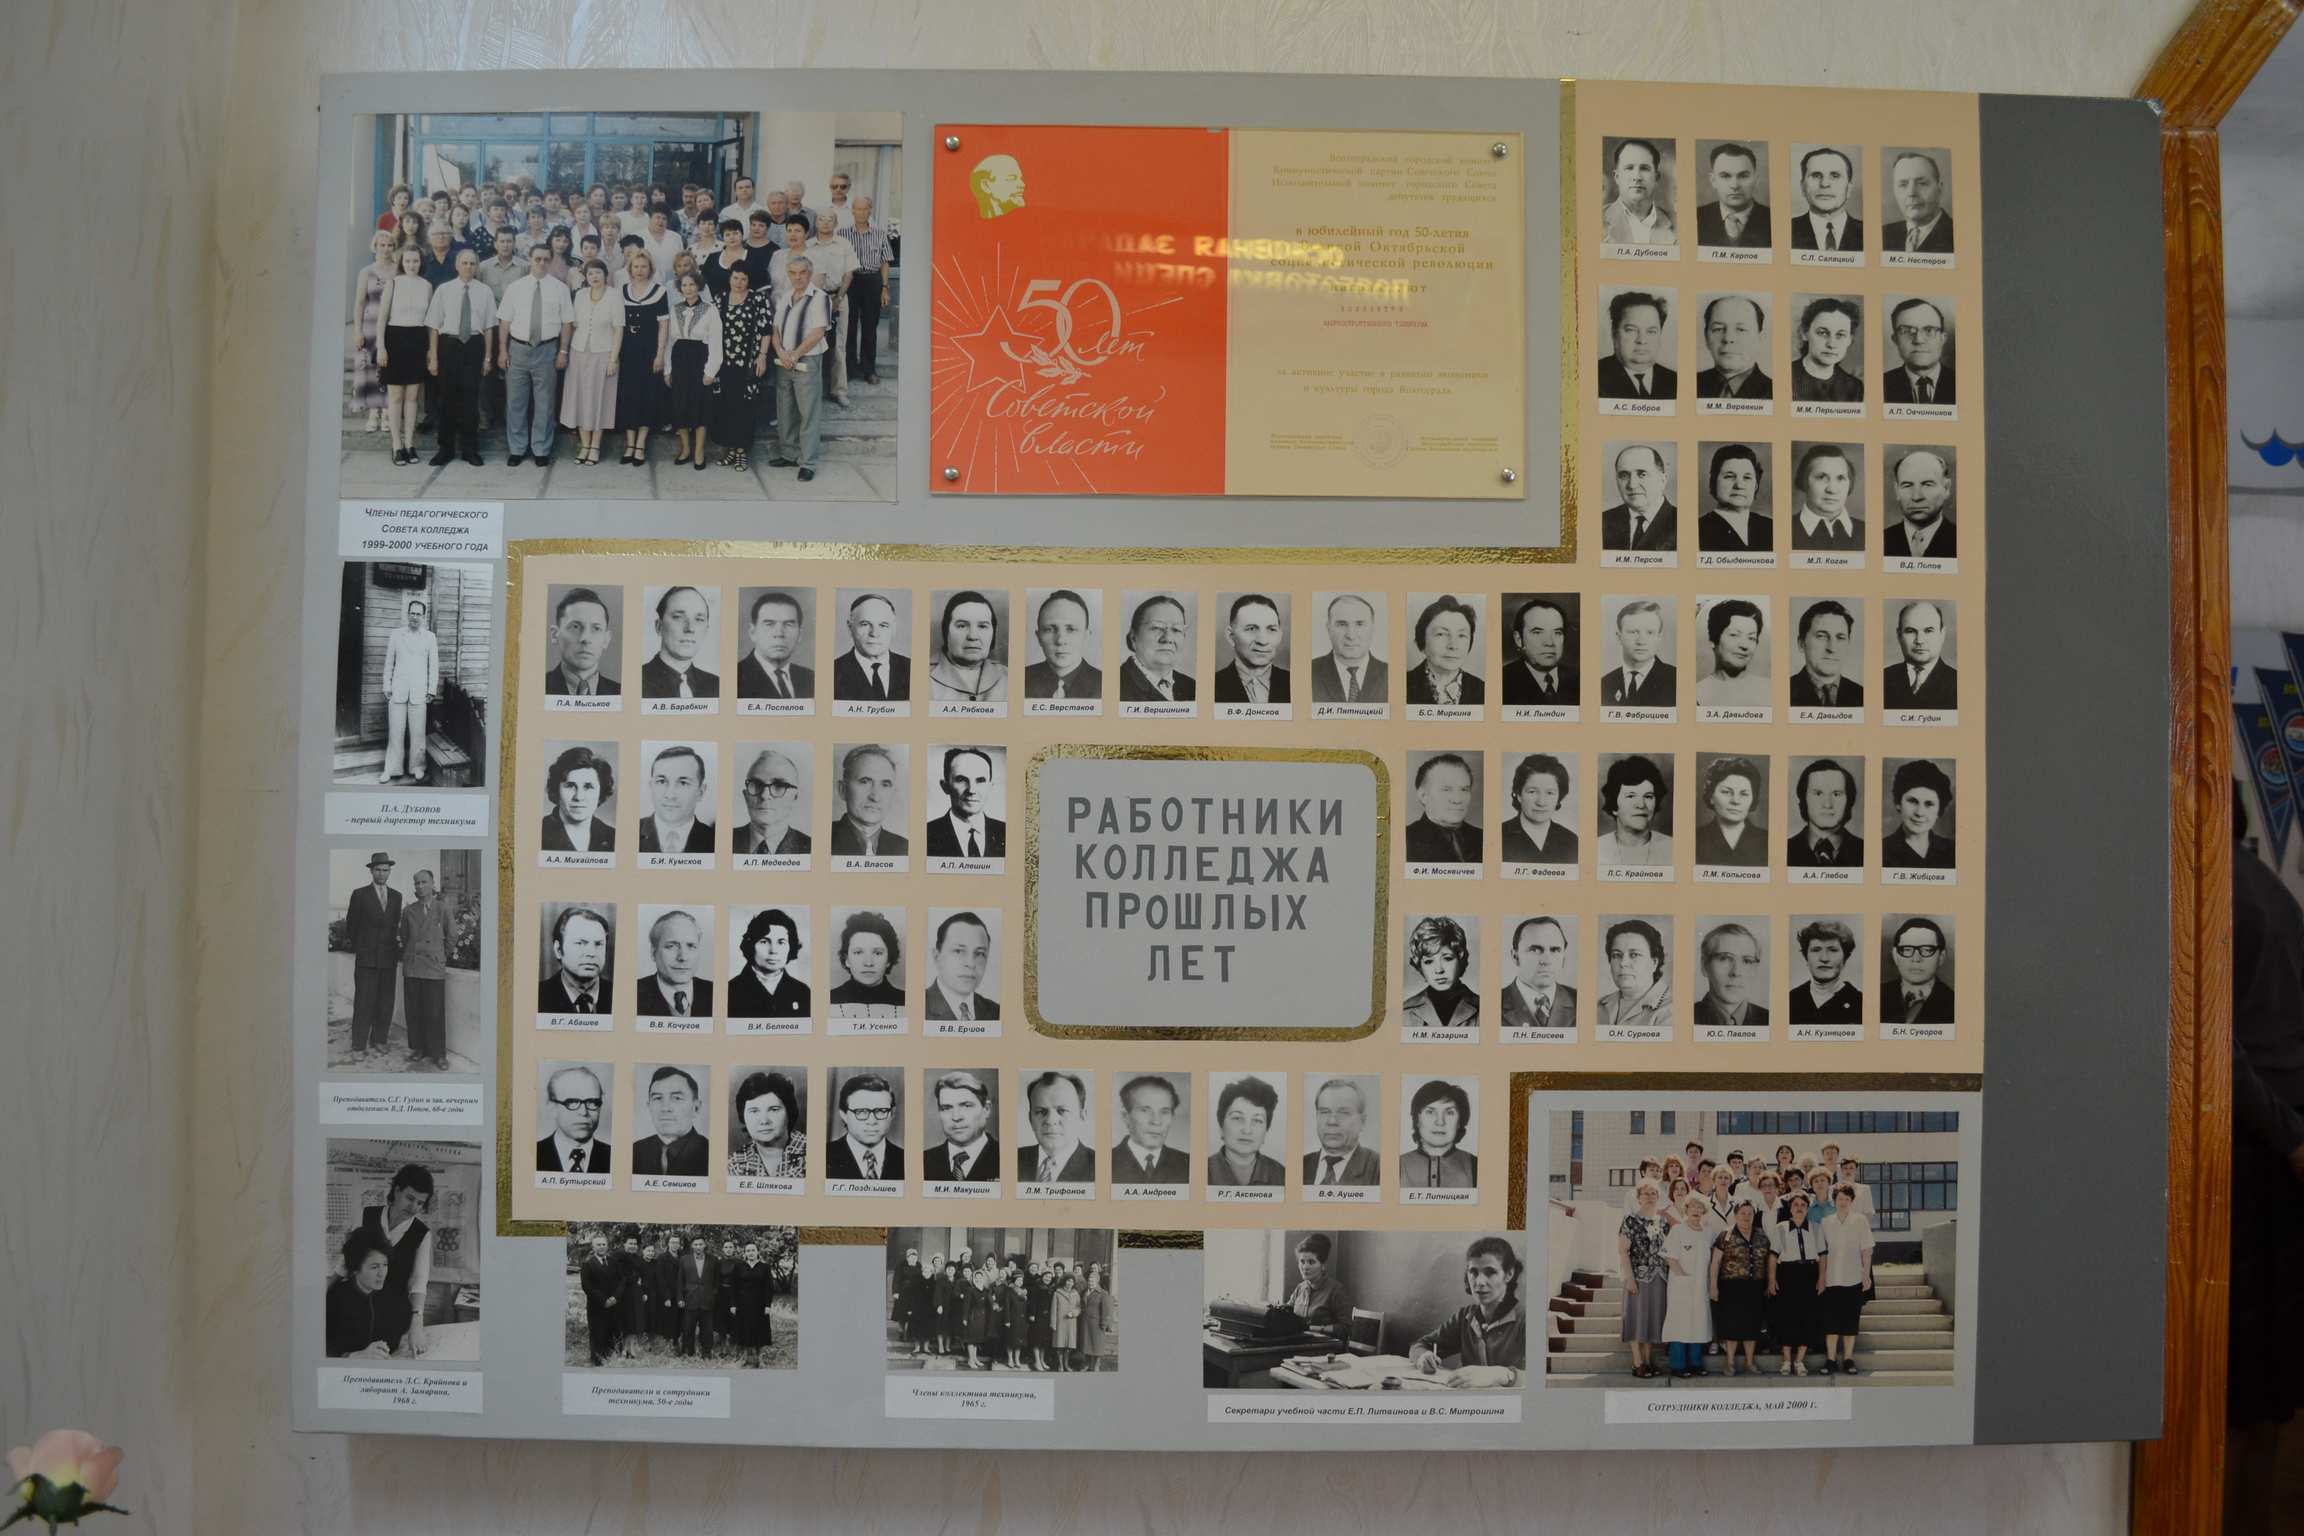 Волгоградский городской комитет
Коммунистической партии Советского Союза
Исполнительный комитет городского Совета
депутатов трудящихся
в юбилейный год 50-летия
Великой Октябрьской
социалистической революции
за активное участие в развитии экономики
и культуры города Волгограда
50 лет
Советской
власти
Члены педагогического
Совета колледжа
1999-2000 учебного года
П.А. Дубовов
- первый директор техникума
Преподаватель С.Г. Гудин и зав. вечерним
отделением В.Д. Попов, 60-е годы
Преподаватель Л.С. Крайнова и
лаборант А. Замарина,
1968 г.
П.А. Дубовов
П.М. Карпов
С.Л. Салацкий
М.С. Нестеров
А.С. Бобров
М.М. Веревкин
М.М. Перышкина
А.П. Овчинников
И.М. Персов
Т.Д. Обыденникова
М.Л. Коган
В.Д. Попов
П.А. Мыськов
А.В. Барабкин
Е.А. Поспелов
А.Н. Трубин
А.А. Рябкова
Е.С. Верстаков
Г.И. Вершинина
В.Ф. Донсков
Д.И. Пятницкий
Б.С. Миркина
Н.И. Лындин
Г.В. Фабрициев
З.А. Давыдова
Е.А. Давыдов
С.И. Гудин
А.А. Михайлова
Б.И. Кумсков
А.П. Медведев
В.А. Власов
А.П. Алешин
Ф.И. Москвичев
Л.Г. Фадеева
Л.С. Крайнова
Л.М. Копысова
А.А. Глебов
Г.В. Жибцова
РАБОТНИКИ
КОЛЛЕДЖА
ПРОШЛЫХ
ЛЕТ
В.Г. Абашев
В.В. Кочугов
В.И. Беляева
Т.И. Усенко
В.В. Ершов
Н.М. Казарина
П.Н. Елисеев
О.Н. Суркова
Ю.С. Павлов
А.Н. Кузнецова
Б.Н. Суворов
А.П. Бутырский
А.Е. Семиков
Е.Е. Шлякова
Г.Г. Позднышев
М.И. Макушин
Л.М. Трифонов
А.А. Андреев
Р.Г. Аксенова
В.Ф. Аушев
Е.Т. Липницкая
Преподаватели и сотрудники
техникума, 50-е годы
Члены коллектива техникума,
1965 г.
Секретари учебной части Е.П. Литвинова и В.С. Митрошина
Сотрудники колледжа, май 2000 г.